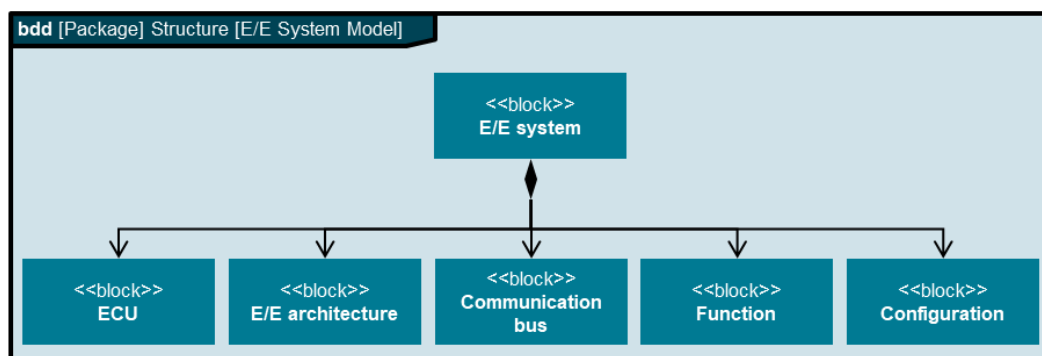 bdd [Package] Structure [E/E System Model]
<<block>>
E/E system
<<block>>
ECU
<<block>>
E/E architecture
<<block>>
Communication
bus
<<block>>
Function
<<block>>
Configuration